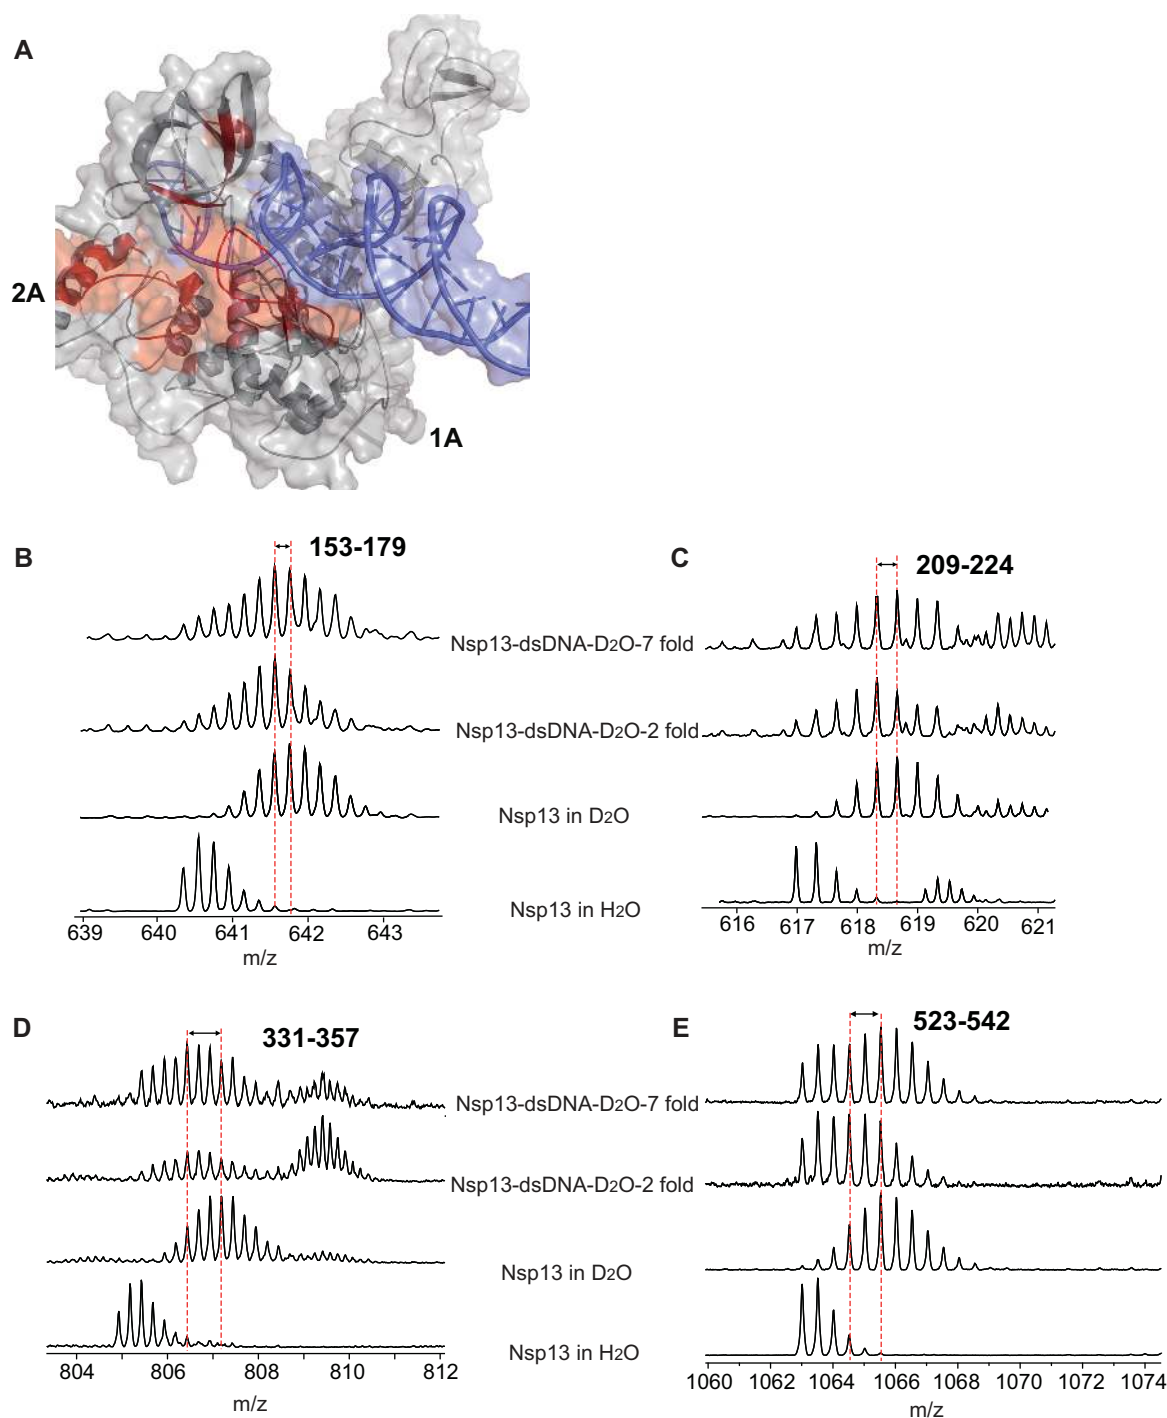 A
2A
1A
B
153-179
C
209-224
Nsp13-dsDNA-D2O-7 fold
Nsp13-dsDNA-D2O-2 fold
Nsp13 in D2O
Nsp13 in H2O
639 640 641 642 643
m/z
616 617 618 619 620 621
m/z
D
331-357
E
523-542
Nsp13-dsDNA-D2O-7 fold
Nsp13-dsDNA-D2O-2 fold
Nsp13 in D2O
Nsp13 in H2O
804 806 808 810 812
m/z
1060 1062 1064 1066 1068 1070 1072 1074
m/z